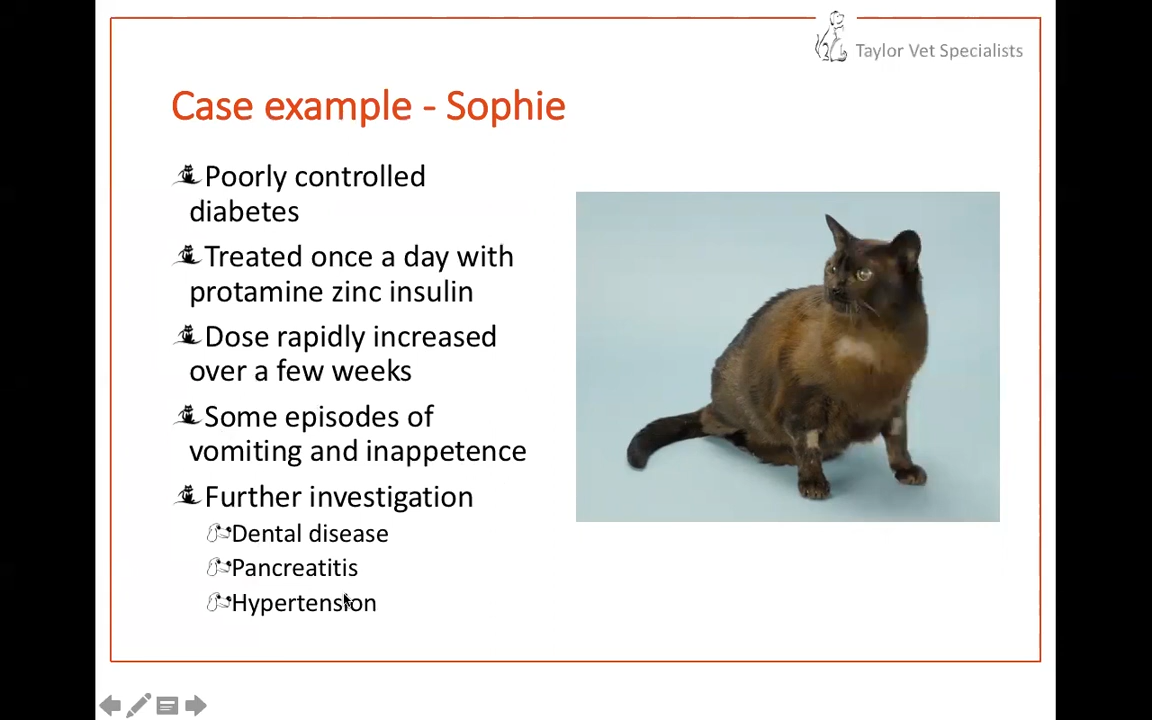 Taylor Vet Specialists
Case example - Sophie
Poorly controlled
diabetes
Treated once a day with
protamine zinc insulin
Dose rapidly increased
over a few weeks
Some episodes of
vomiting and inappetence
Further investigation
Dental disease
Pancreatitis
Hypertension